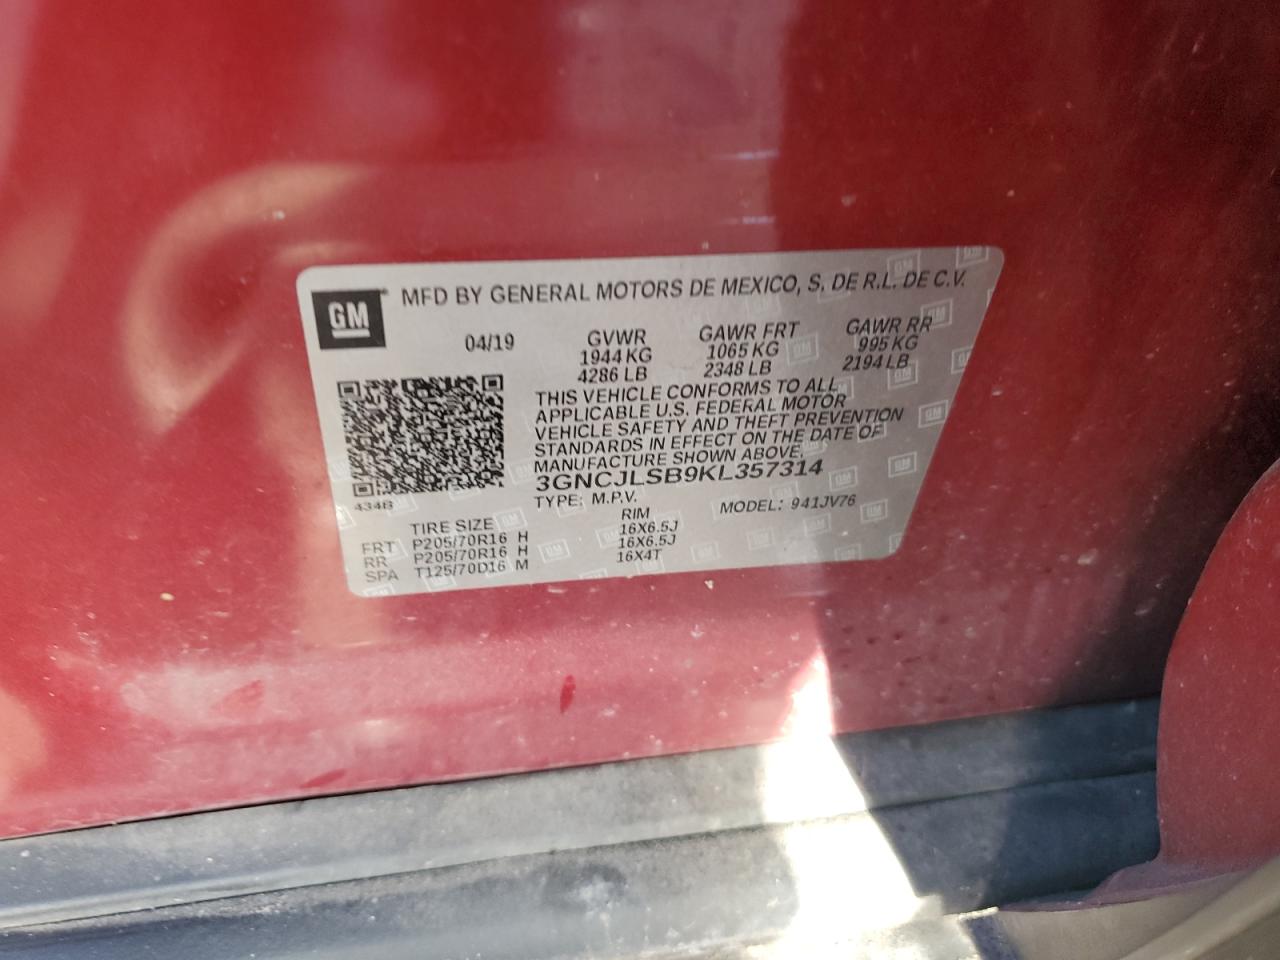 GM
MFD BY GENERAL MOTORS DE MEXICO, S. DE R.L. DE C.V.
04/19 GVWR GAWR FRT GAWR RR
1944 KG 1065 KG 995 KG
4286 LB 2348 LB 2194 LB
THIS VEHICLE CONFORMS TO ALL
APPLICABLE U.S. FEDERAL MOTOR
VEHICLE SAFETY AND THEFT PREVENTION
STANDARDS IN EFFECT ON THE DATE OF
MANUFACTURE SHOWN ABOVE.
3GNCJLSB9KL357314
434B
TYPE: M.P.V. MODEL: 941JV76
TIRE SIZE RIM
FRT P205/70R16 H 16X6.5J
RR P205/70R16 H 16X6.5J
SPA T125/70D16 M 16X4T